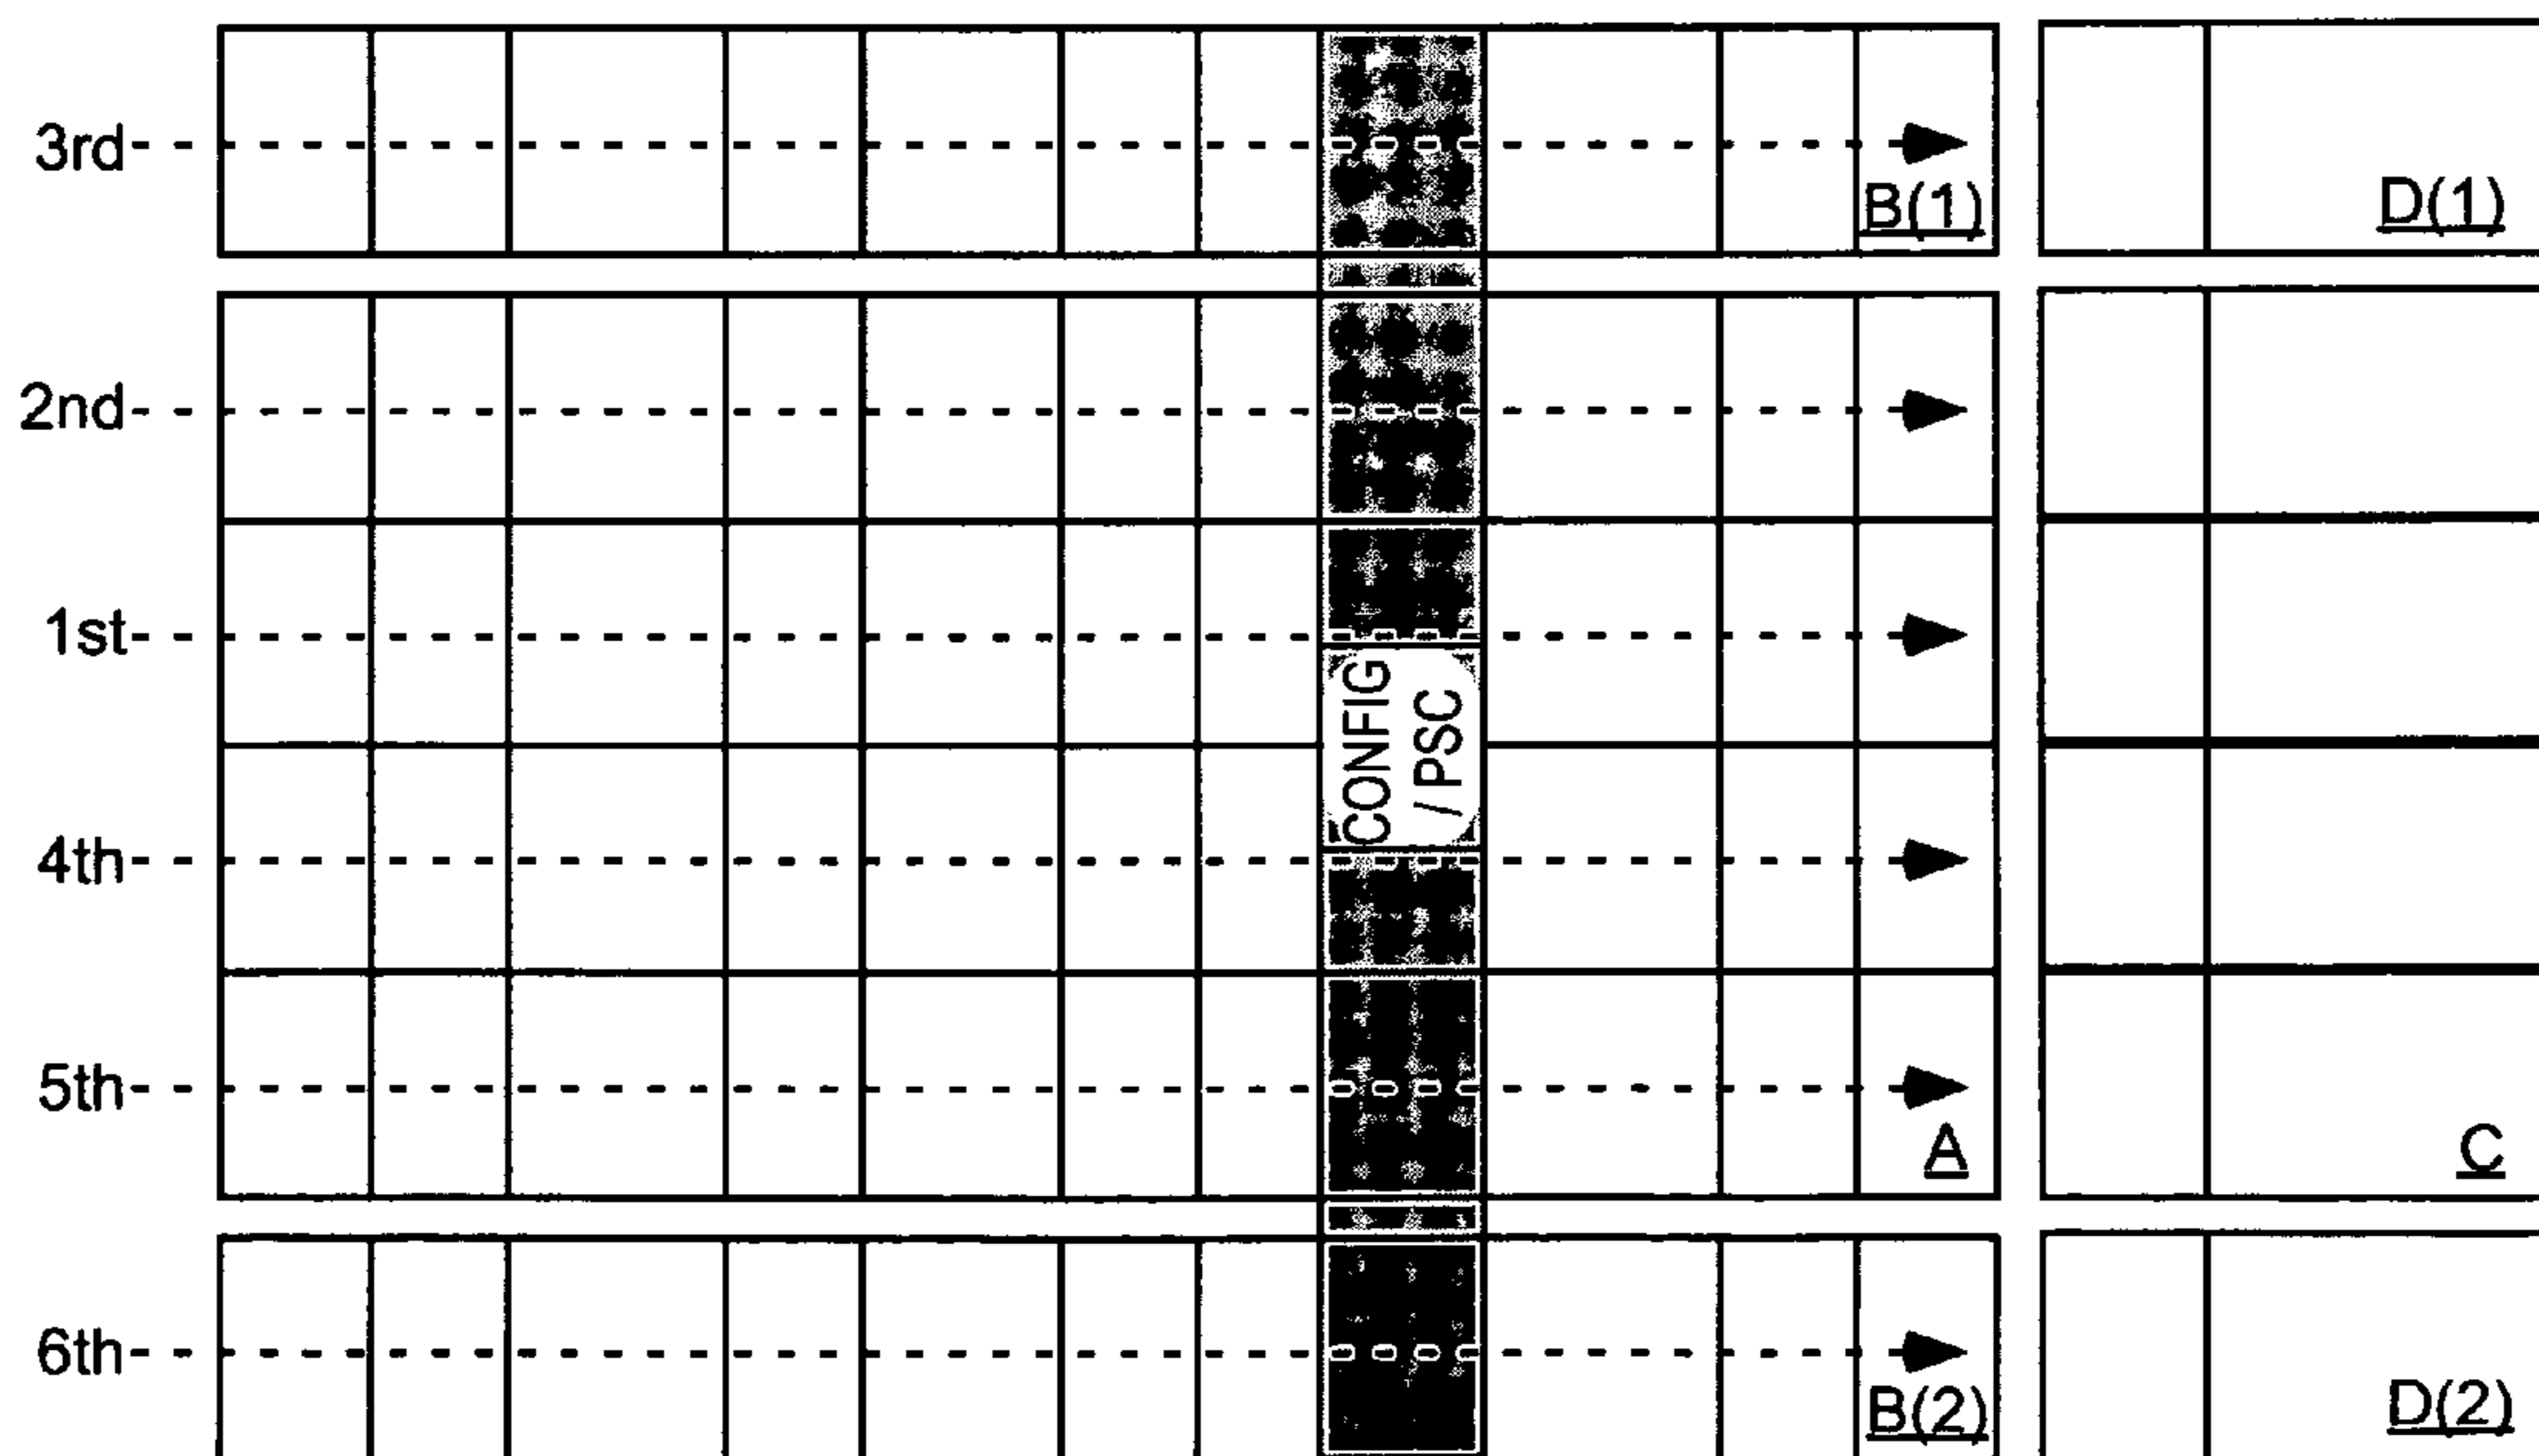 3rd
B(1)
D(1)
2nd
1st
CONFIG
/ PSC
4th
5th
A
C
6th
B(2)
D(2)